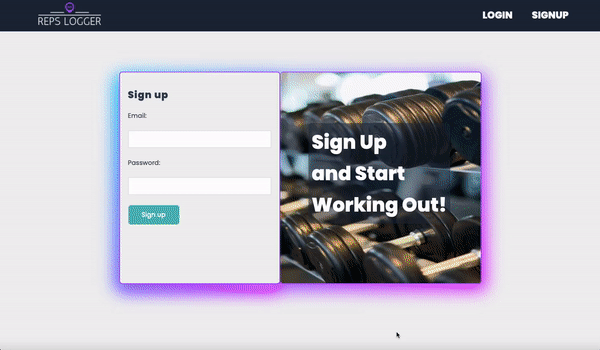 REPS LOGGER
LOGIN
SIGNUP
Sign up
Email:
Password:
Sign up
Sign Up
and Start
Working Out!